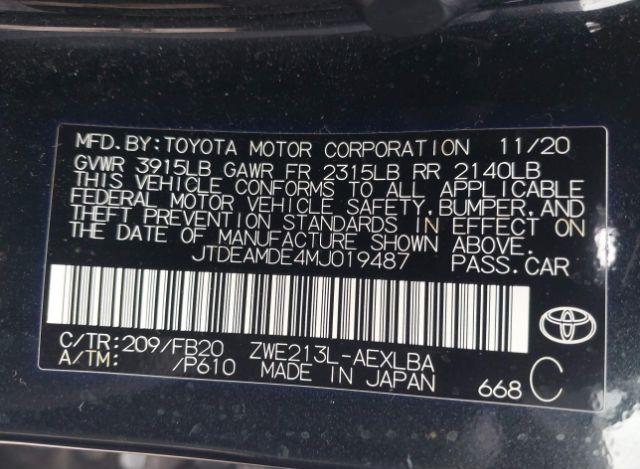 MFD.BY:TOYOTA MOTOR CORPORATION 11/20
GVWR 3915LB GAWR FR 2315LB RR 2140LB
THIS VEHICLE CONFORMS TO ALL APPLICABLE
FEDERAL MOTOR VEHICLE SAFETY,BUMPER,AND
THEFT PREVENTION STANDARDS IN EFFECT ON
THE DATE OF MANUFACTURE SHOWN ABOVE.
JTDEAMDE4MJ019487 PASS.CAR
C/TR:209/FB20 ZWE213L-AEXLBA
A/TM: /P610 MADE IN JAPAN 668 C